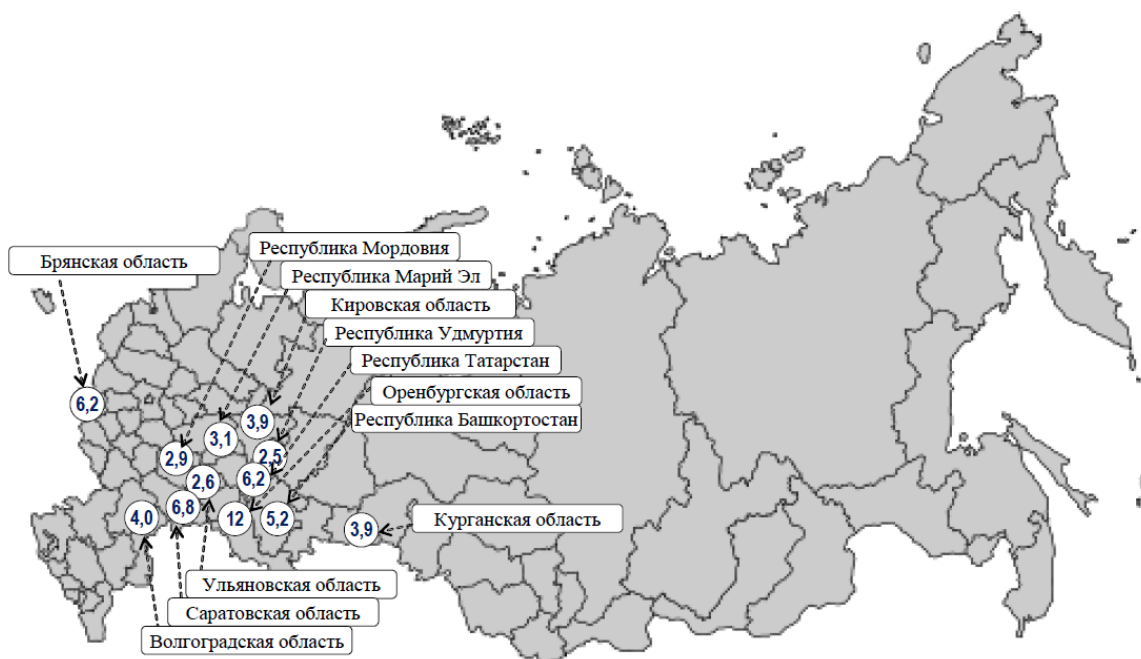 Республика Мордовия
Брянская область
Республика Марий Эл
Кировская область
Республика Удмуртия
Республика Татарстан
Оренбургская область
Республика Башкортостан
6,2
3,9
3,1
2,9
2,5
6,2
2,6
6,8
4,0
12
5,2
3,9
Курганская область
Ульяновская область
Саратовская область
Волгоградская область